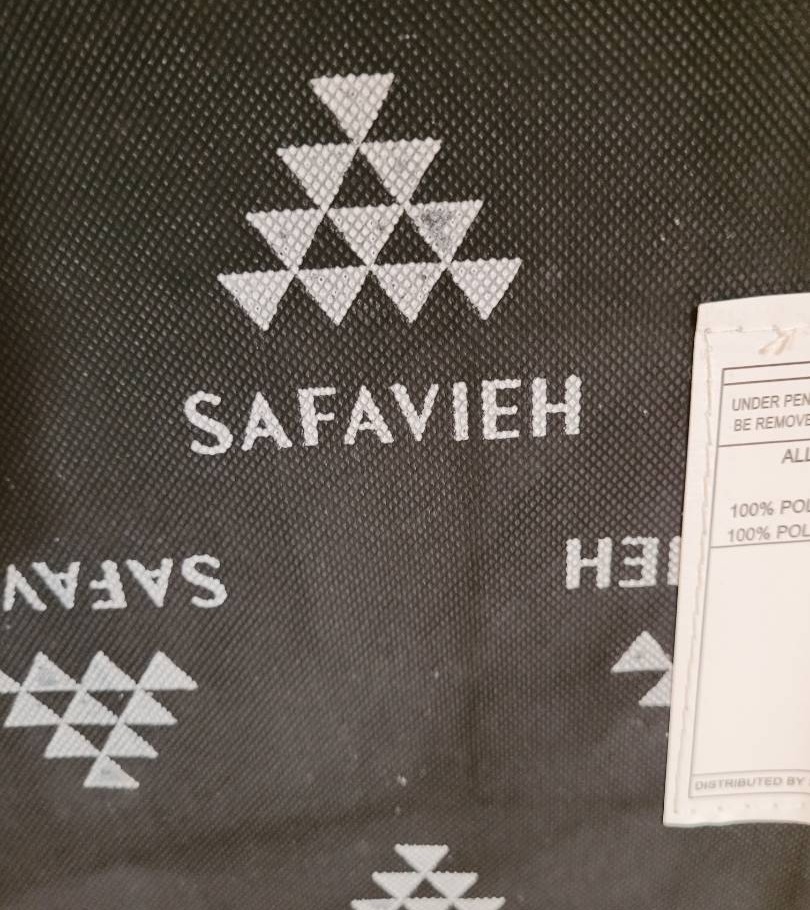 SAFAVIEH
UNDER PEN
BE REMOVE
ALL
100% POL
100% POL
SAFAV
IEH
DISTRIBUTED BY